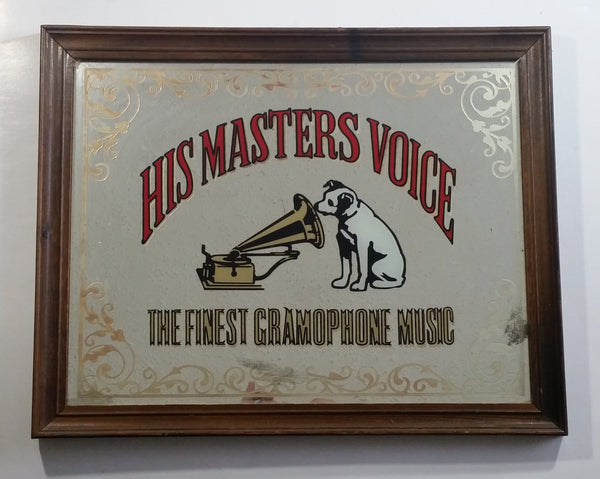 HIS MASTERS VOICE
THE FINEST GRAMOPHONE MUSIC